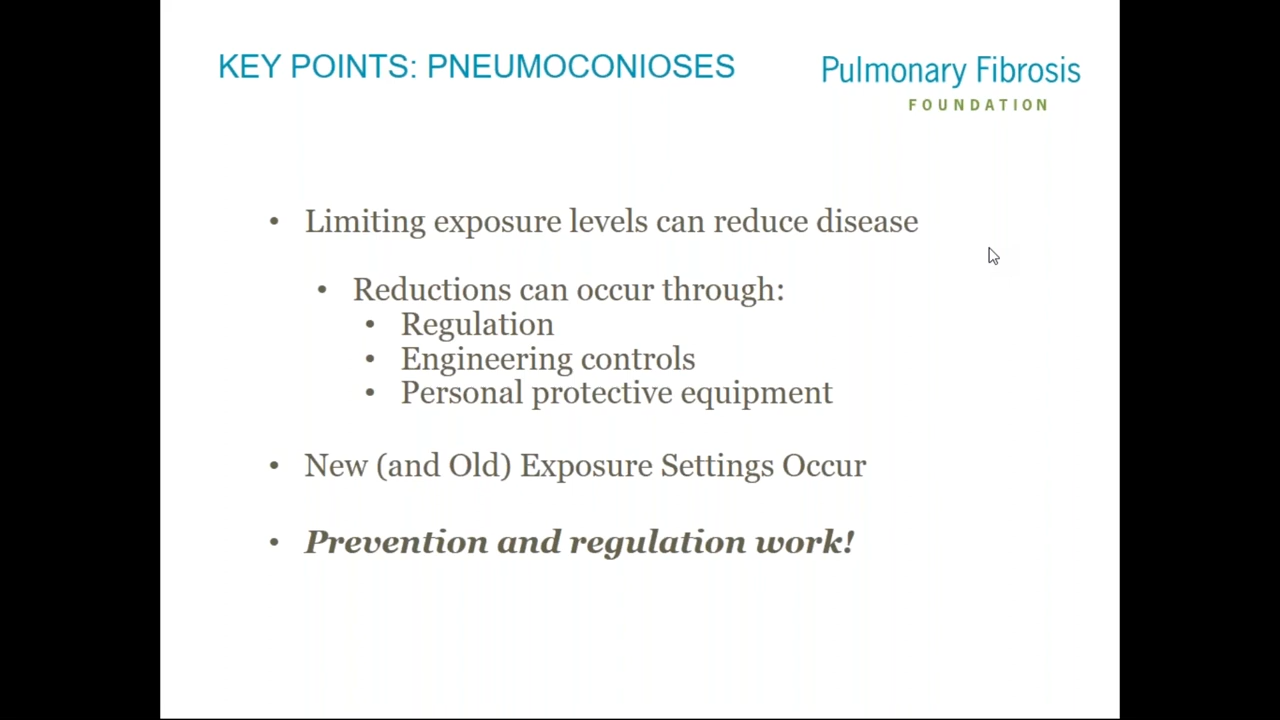 KEY POINTS: PNEUMOCONIOSES
Pulmonary Fibrosis
FOUNDATION
• Limiting exposure levels can reduce disease
• Reductions can occur through:
• Regulation
• Engineering controls
• Personal protective equipment
• New (and Old) Exposure Settings Occur
• Prevention and regulation work!